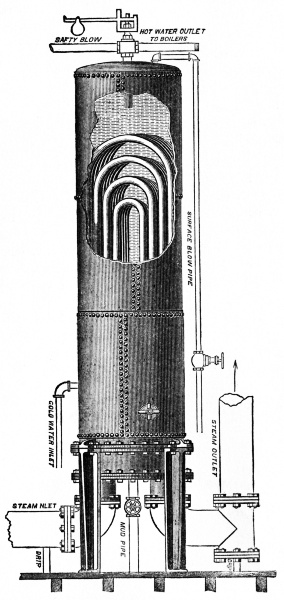 SAFTY BLOW
HOT WATER OUTLET
TO BOILERS
SURFACE BLOW PIPE
COLD WATER INLET
STEAM OUTLET
STEAM NLET
MUD PIPE
DRIP